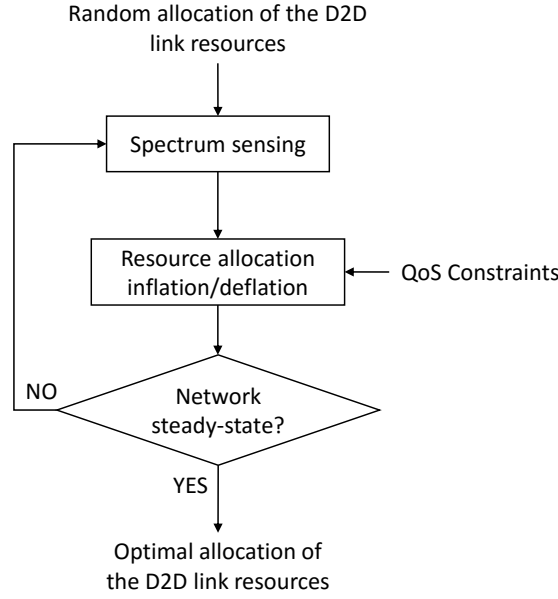 Random allocation of the D2D
link resources
Spectrum sensing
Resource allocation
inflation/deflation
QoS Constraints
NO
Network
steady-state?
YES
Optimal allocation of
the D2D link resources